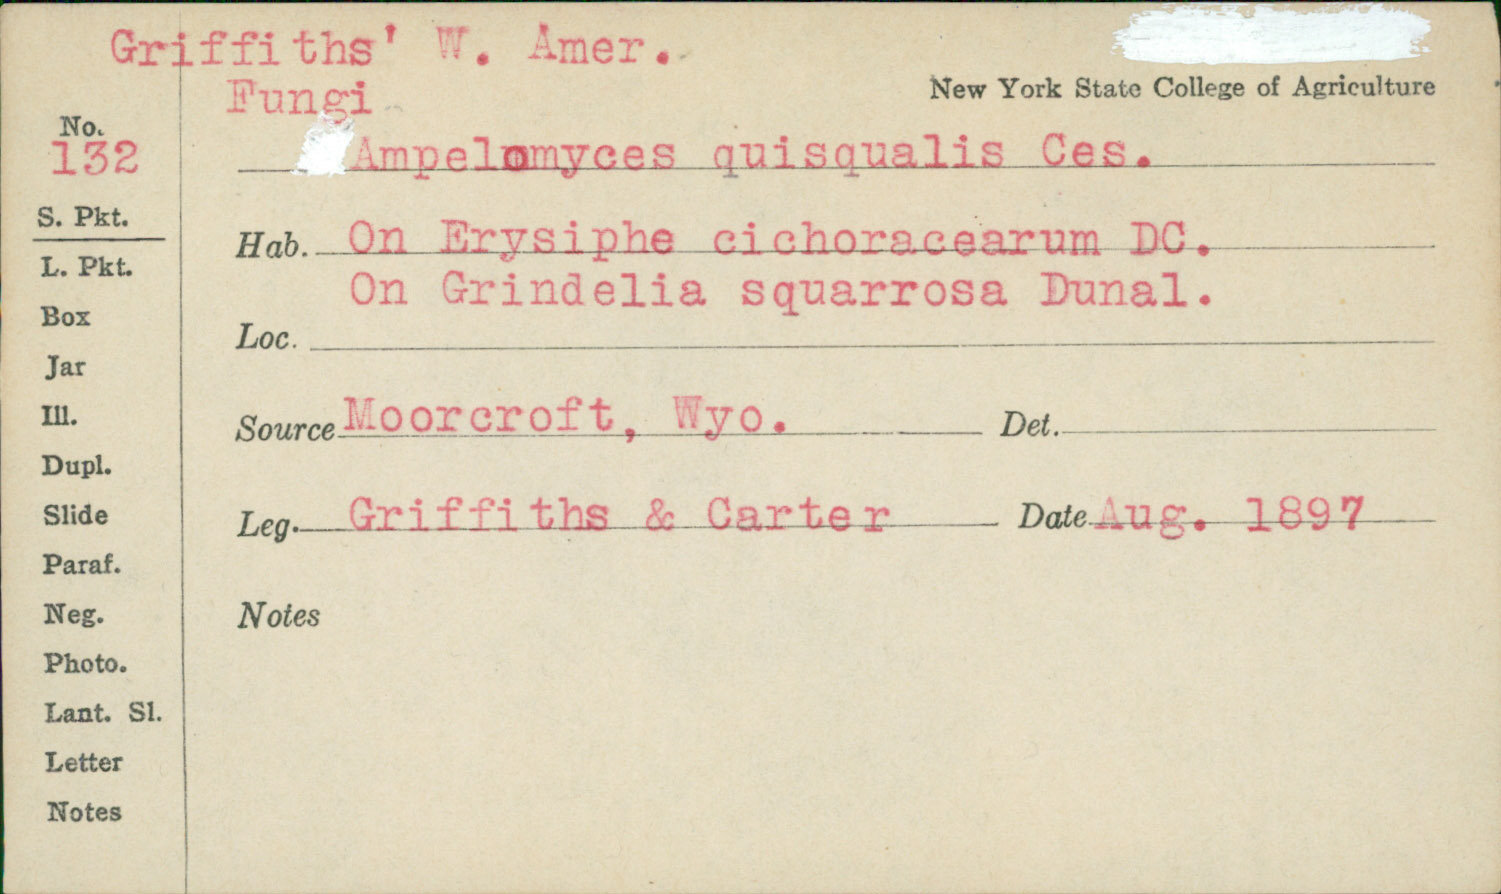 Griffiths' W. Amer.
Fungi
New York State College of Agriculture
No.
132
Ampelomyces quisqualis Ces.
S. Pkt.
L. Pkt.
Box
Jar
Ill.
Dupl.
Slide
Paraf.
Neg.
Photo.
Lant. Sl.
Letter
Notes
Hab. On Erysiphe cichoracearum DC.
On Grindelia squarrosa Dunal.
Loc.
Source Moorcroft, Wyo. Det.
Leg. Griffiths & Carter Date Aug. 1897
Notes